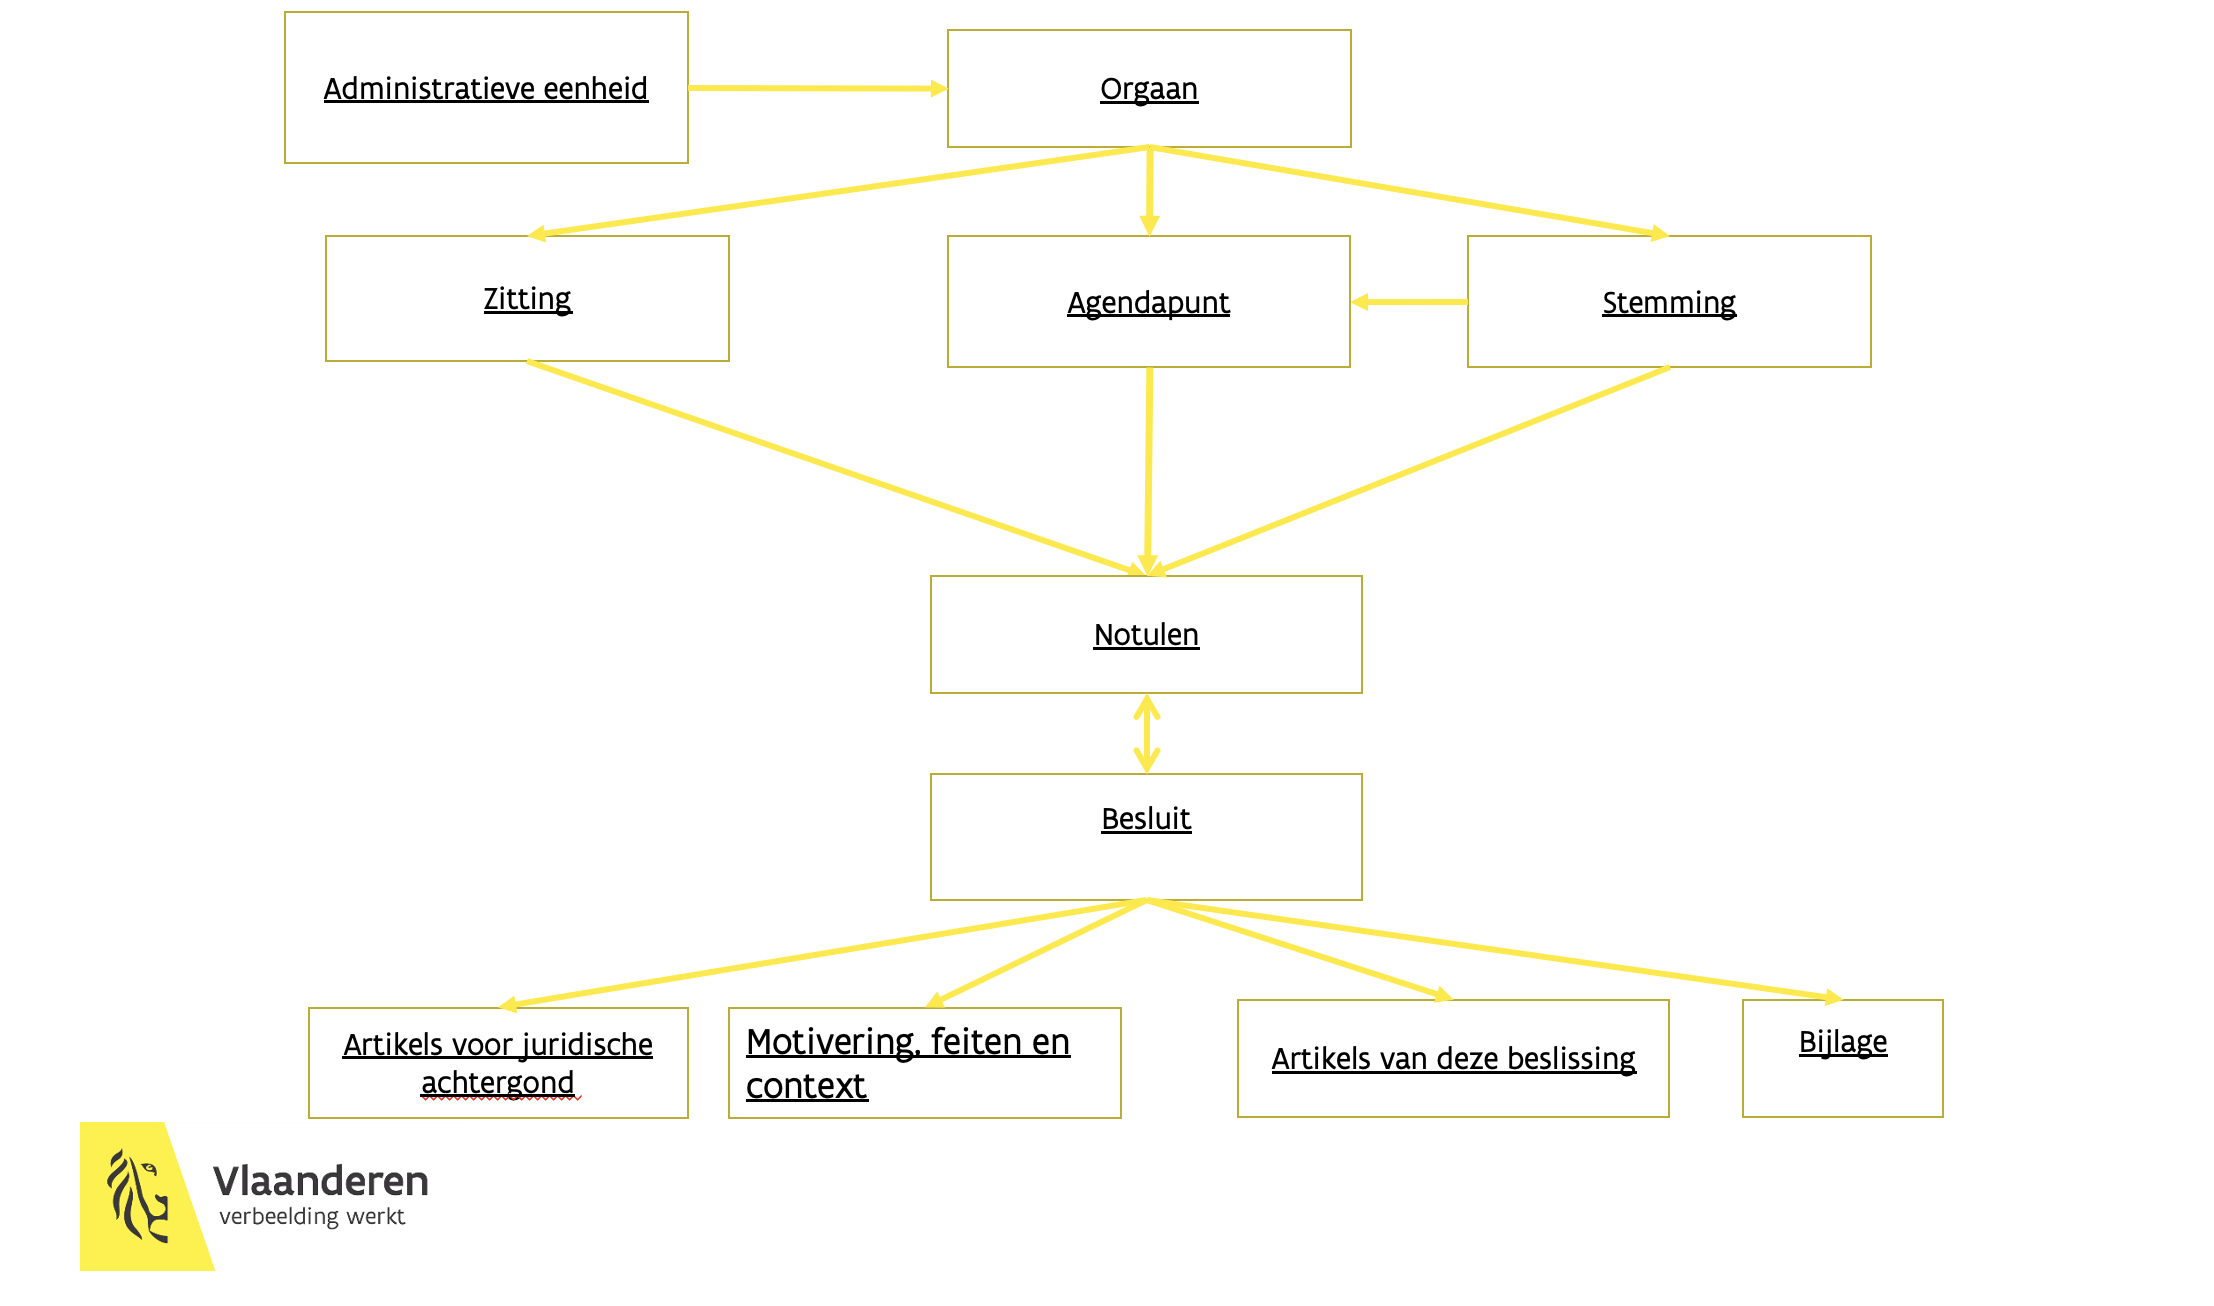 Administratieve eenheid
Orgaan
Zitting
Agendapunt
Stemming
Notulen
Besluit
Artikels voor juridische
achtergond
Motivering, feiten en
context
Artikels van deze beslissing
Bijlage
Vlaanderen
verbeelding werkt